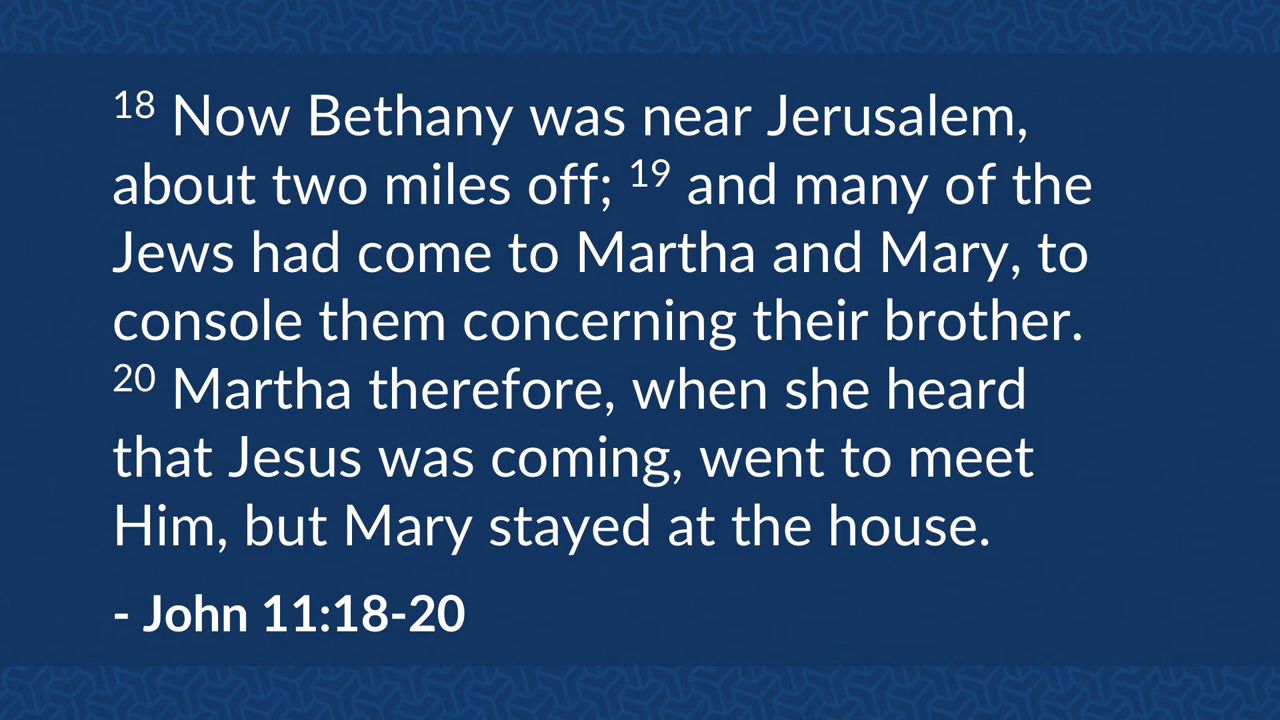 18 Now Bethany was near Jerusalem,
about two miles off; 19 and many of the
Jews had come to Martha and Mary, to
console them concerning their brother.
20 Martha therefore, when she heard
that Jesus was coming, went to meet
Him, but Mary stayed at the house.
- John 11:18-20